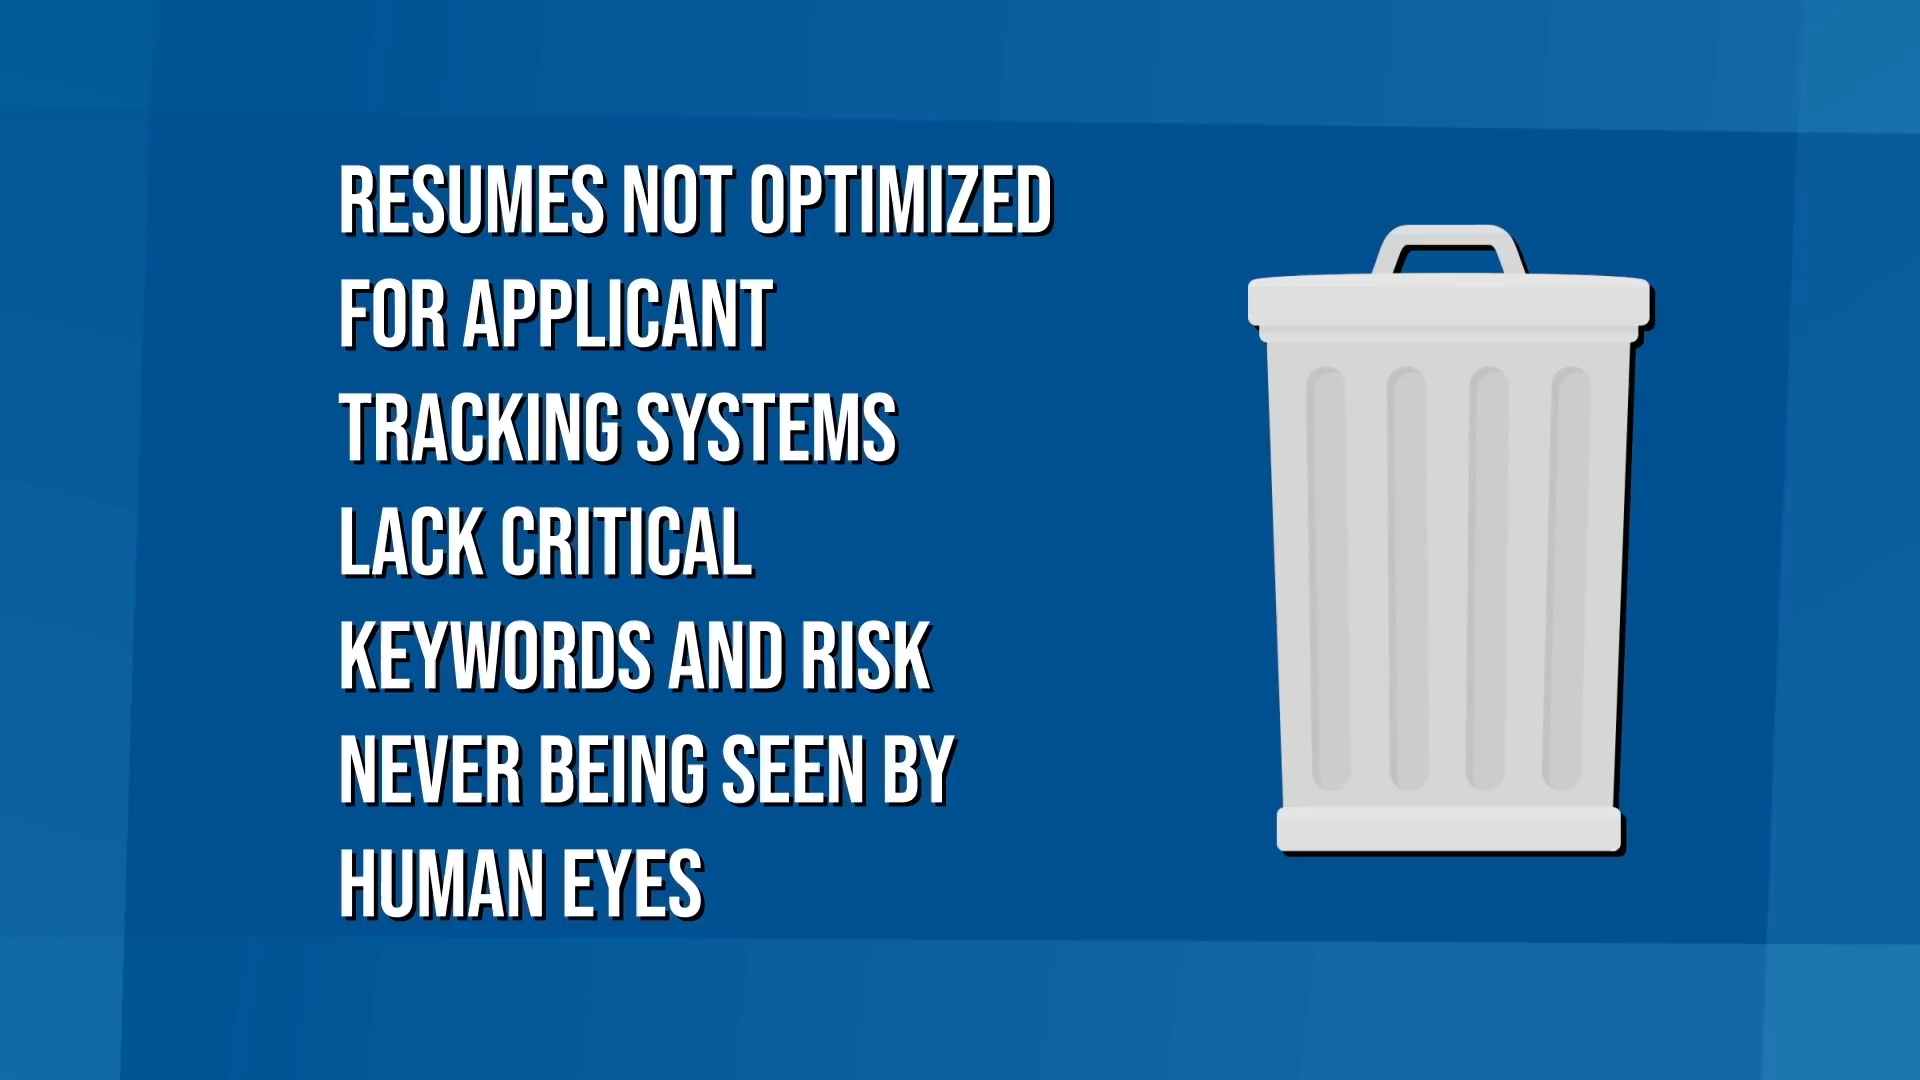 RESUMES NOT OPTIMIZED
FOR APPLICANT
TRACKING SYSTEMS
LACK CRITICAL
KEYWORDS AND RISK
NEVER BEING SEEN BY
HUMAN EYES